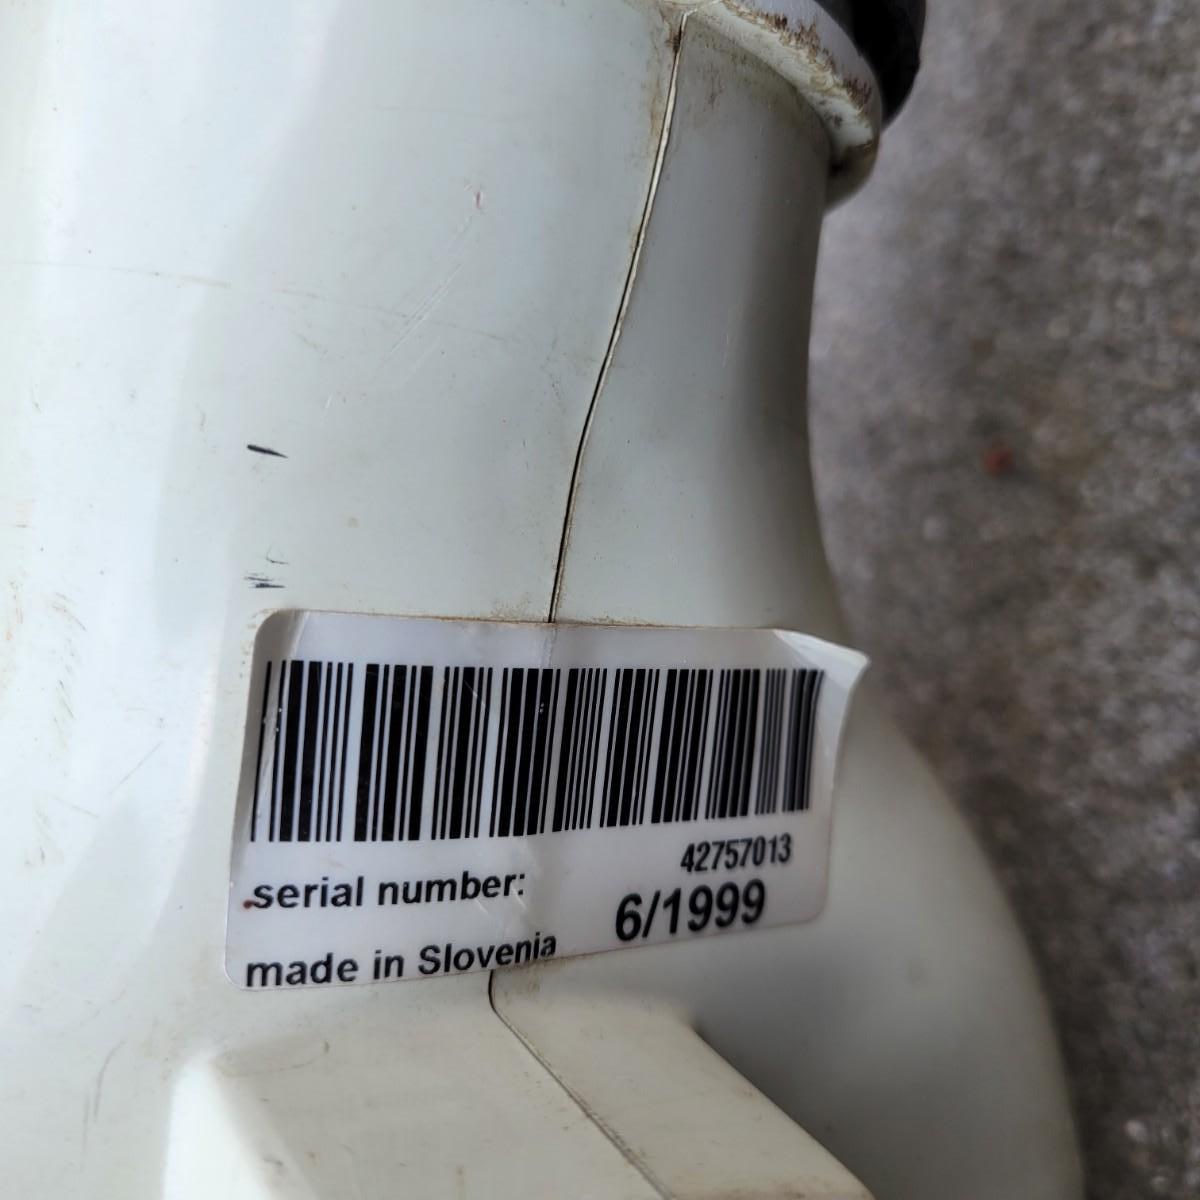 42757013
serial number:
6/1999
made in Slovenia